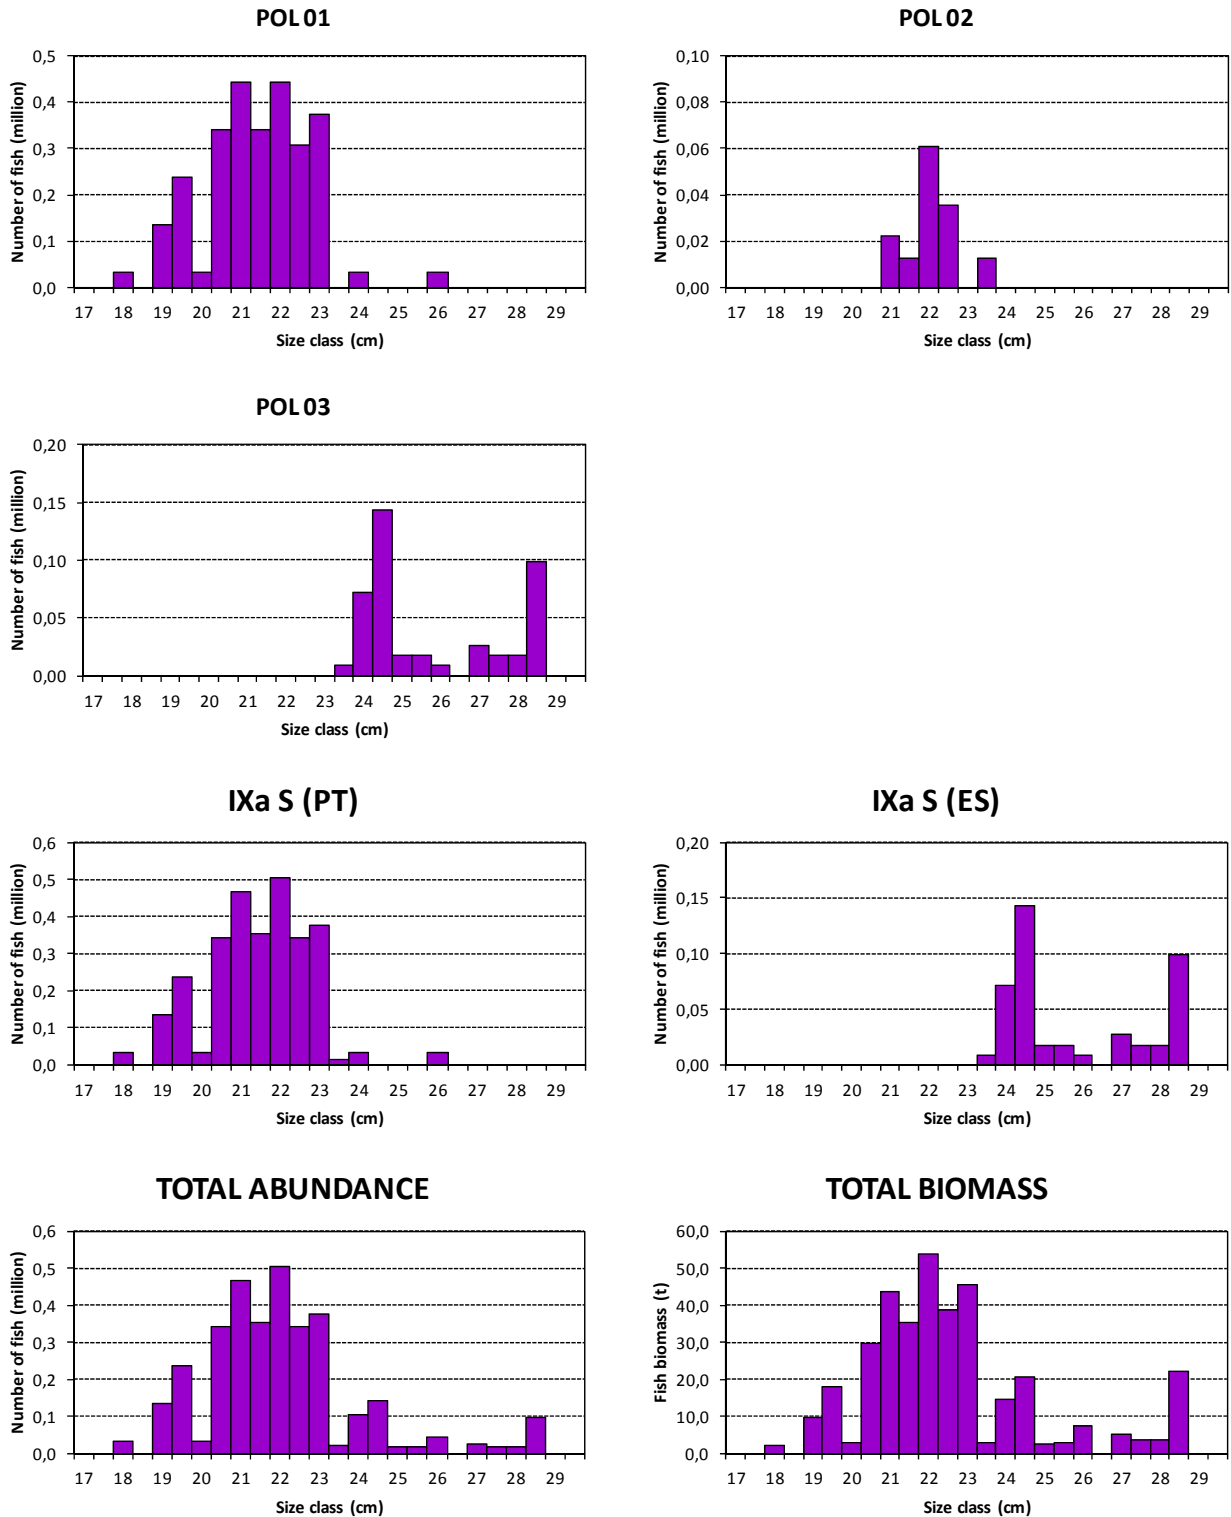 POL 01
Number of fish (million)
0,5
0,4
0,3
0,2
0,1
0,0
17 18 19 20 21 22 23 24 25 26 27 28 29
Size class (cm)
POL 02
Number of fish (million)
0,10
0,08
0,06
0,04
0,02
0,00
17 18 19 20 21 22 23 24 25 26 27 28 29
Size class (cm)
POL 03
Number of fish (million)
0,20
0,15
0,10
0,05
0,00
17 18 19 20 21 22 23 24 25 26 27 28 29
Size class (cm)
IXa S (PT)
Number of fish (million)
0,6
0,5
0,4
0,3
0,2
0,1
0,0
17 18 19 20 21 22 23 24 25 26 27 28 29
Size class (cm)
IXa S (ES)
Number of fish (million)
0,20
0,15
0,10
0,05
0,00
17 18 19 20 21 22 23 24 25 26 27 28 29
Size class (cm)
TOTAL ABUNDANCE
Number of fish (million)
0,6
0,5
0,4
0,3
0,2
0,1
0,0
17 18 19 20 21 22 23 24 25 26 27 28 29
Size class (cm)
TOTAL BIOMASS
Fish biomass (t)
60,0
50,0
40,0
30,0
20,0
10,0
0,0
17 18 19 20 21 22 23 24 25 26 27 28 29
Size class (cm)